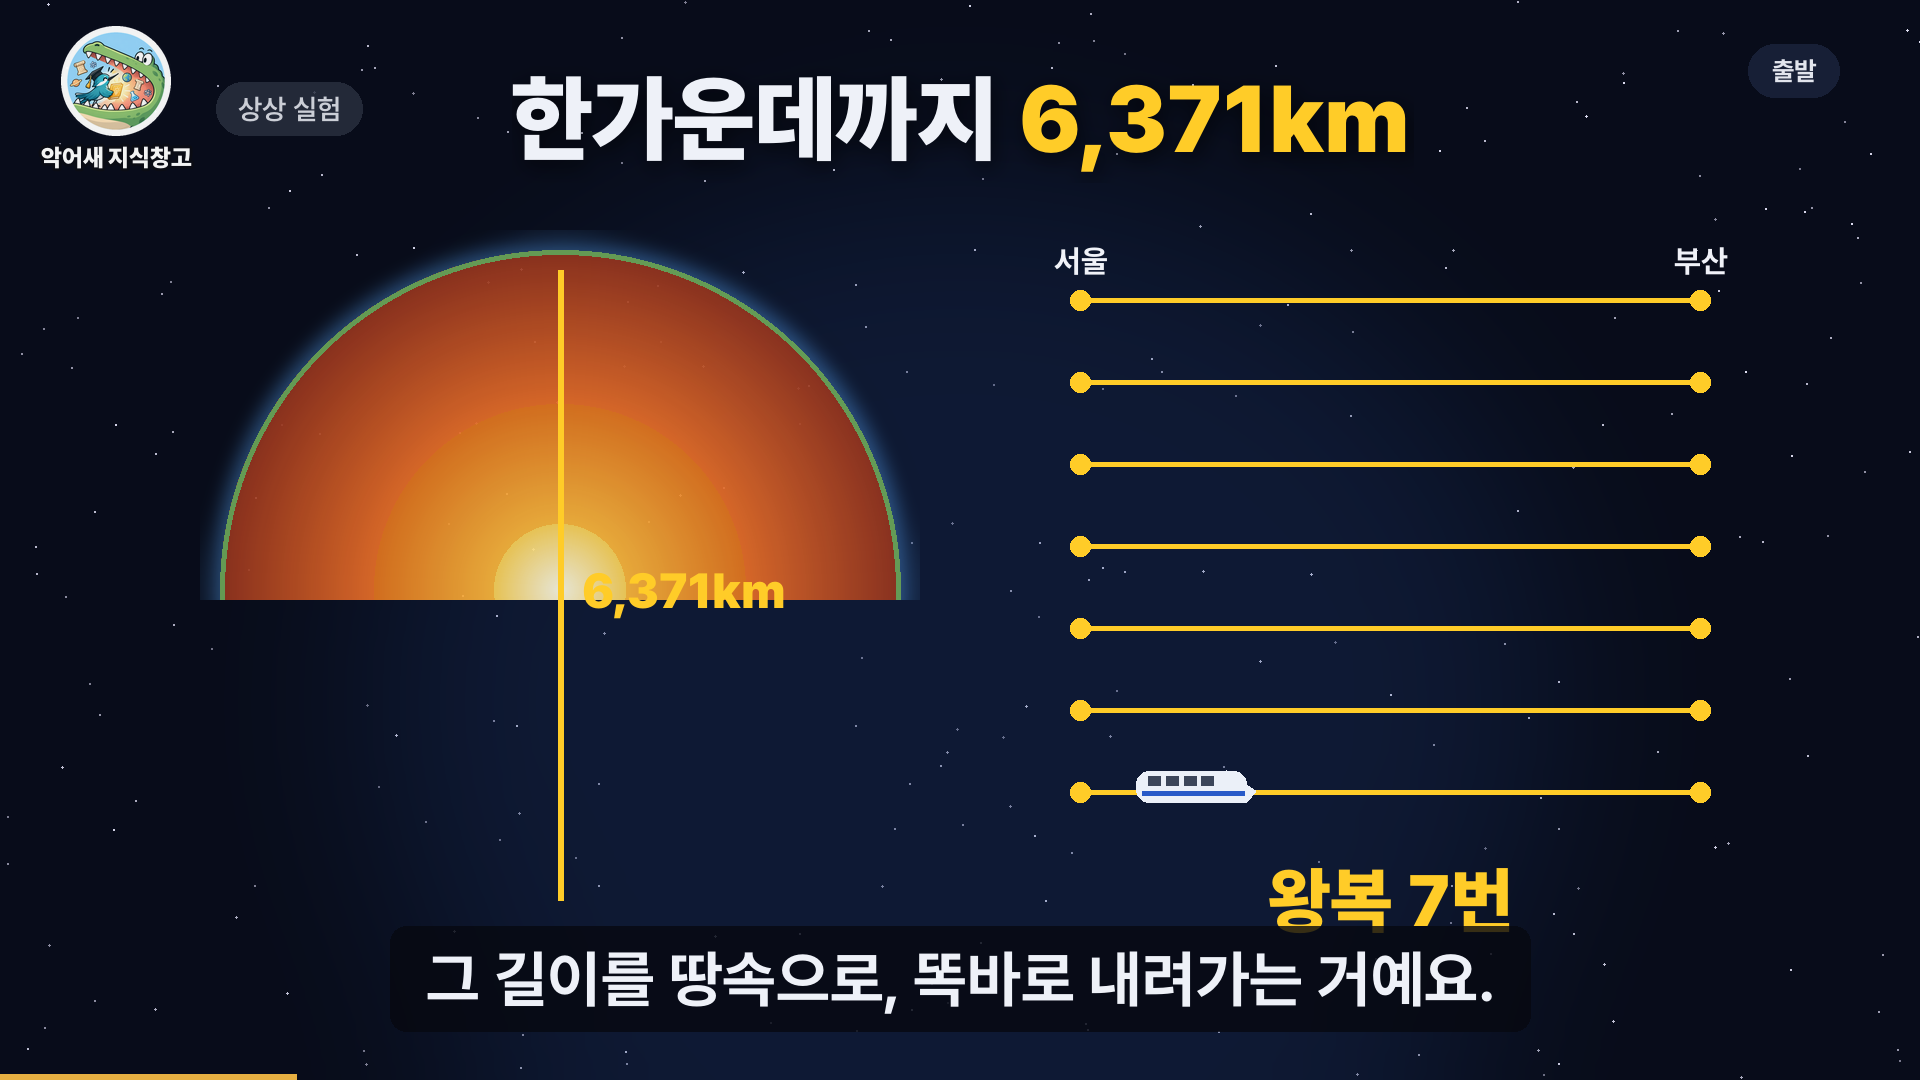 악어새 지식창고
상상 실험
한가운데까지 6,371km
출발
서울
부산
6,371km
왕복 7번
그 길이를 땅속으로, 똑바로 내려가는 거예요.